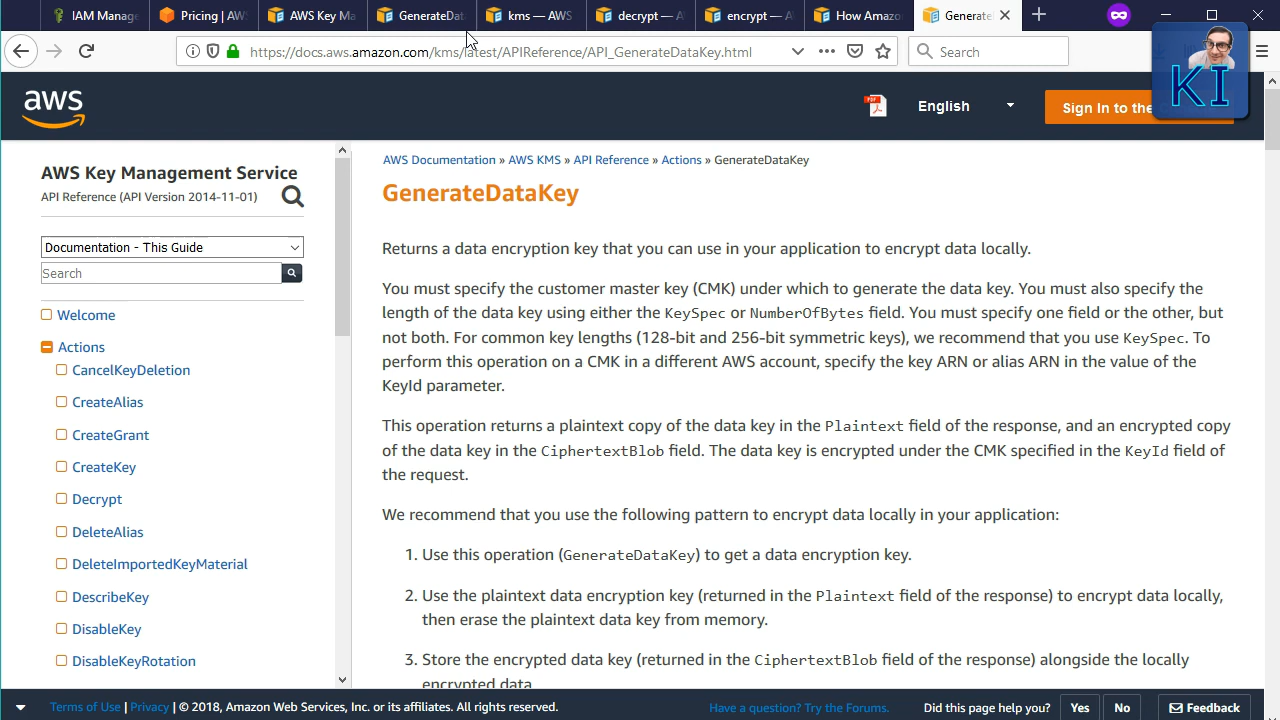 IAM Manage
Pricing | AW
AWS Key Ma
GenerateDat
kms — AWS
decrypt — A
encrypt — A
How Amazo
Generate
https://docs.aws.amazon.com/kms/latest/APIReference/API_GenerateDataKey.html
Search
KI
aws
PDF
English
Sign In to the
AWS Key Management Service
API Reference (API Version 2014-11-01)
Documentation - This Guide
Search
Welcome
Actions
CancelKeyDeletion
CreateAlias
CreateGrant
CreateKey
Decrypt
DeleteAlias
DeleteImportedKeyMaterial
DescribeKey
DisableKey
DisableKeyRotation
AWS Documentation » AWS KMS » API Reference » Actions » GenerateDataKey
GenerateDataKey
Returns a data encryption key that you can use in your application to encrypt data locally.
You must specify the customer master key (CMK) under which to generate the data key. You must also specify the
length of the data key using either the KeySpec or NumberOfBytes field. You must specify one field or the other, but
not both. For common key lengths (128-bit and 256-bit symmetric keys), we recommend that you use KeySpec. To
perform this operation on a CMK in a different AWS account, specify the key ARN or alias ARN in the value of the
KeyId parameter.
This operation returns a plaintext copy of the data key in the Plaintext field of the response, and an encrypted copy
of the data key in the CiphertextBlob field. The data key is encrypted under the CMK specified in the KeyId field of
the request.
We recommend that you use the following pattern to encrypt data locally in your application:
1. Use this operation (GenerateDataKey) to get a data encryption key.
2. Use the plaintext data encryption key (returned in the Plaintext field of the response) to encrypt data locally,
then erase the plaintext data key from memory.
3. Store the encrypted data key (returned in the CiphertextBlob field of the response) alongside the locally
encrypted data.
Terms of Use | Privacy | © 2018, Amazon Web Services, Inc. or its affiliates. All rights reserved.
Have a question? Try the Forums.
Did this page help you?
Yes
No
Feedback